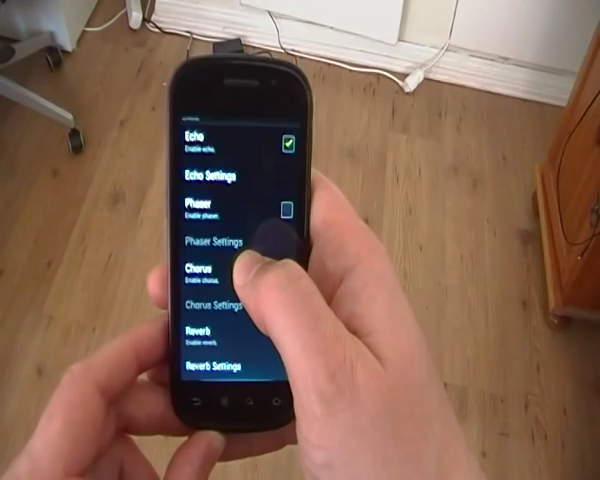 Echo
Enable echo.
Echo Settings
Phaser
Enable phaser.
Phaser Settings
Chorus
Enable chorus.
Chorus Settings
Reverb
Enable reverb.
Reverb Settings